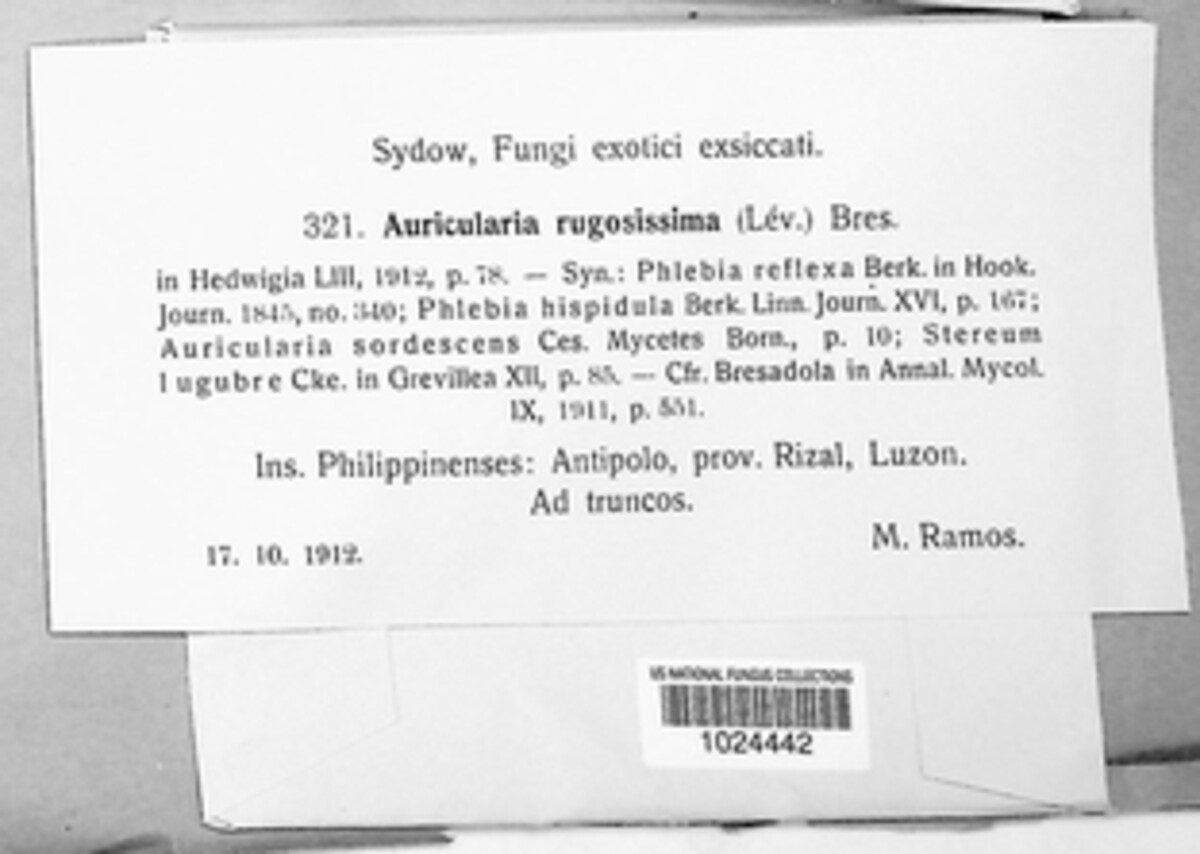 Sydow, Fungi exotici exsiccati.
321. Auricularia rugosissima (Lév.) Bres.
in Hedwigia LIII, 1912, p. 78. — Syn.: Phlebia reflexa Berk. in Hook.
Journ. 1845, no. 340; Phlebia hispidula Berk. Linn. Journ. XVI, p. 167;
Auricularia sordescens Ces. Mycetes Born., p. 10; Stereum
lugubre Cke. in Grevillea XII, p. 85. — Cfr. Bresadola in Annal. Mycol.
IX, 1911, p. 551.
Ins. Philippinenses: Antipolo, prov. Rizal, Luzon.
Ad truncos.
17. 10. 1912.
M. Ramos.
US NATIONAL FUNGUS COLLECTIONS
1024442